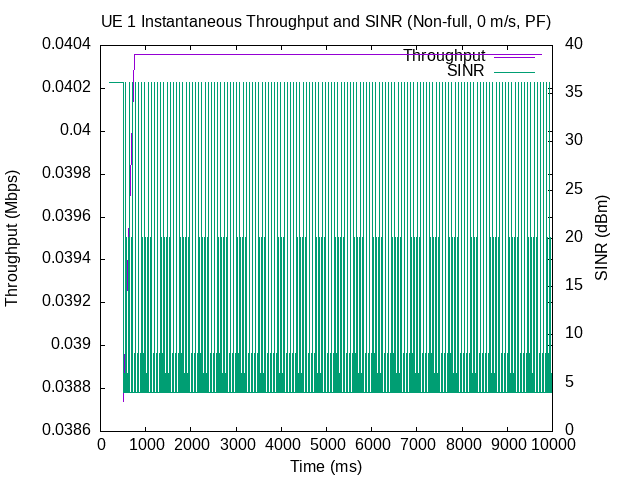 UE 1 Instantaneous Throughput and SINR (Non-full, 0 m/s, PF)
Throughput
SINR
0.0404
0.0402
0.04
0.0398
0.0396
0.0394
0.0392
0.039
0.0388
0.0386
Throughput (Mbps)
40
35
30
25
20
15
10
5
0
SINR (dBm)
0 1000 2000 3000 4000 5000 6000 7000 8000 9000 10000
Time (ms)